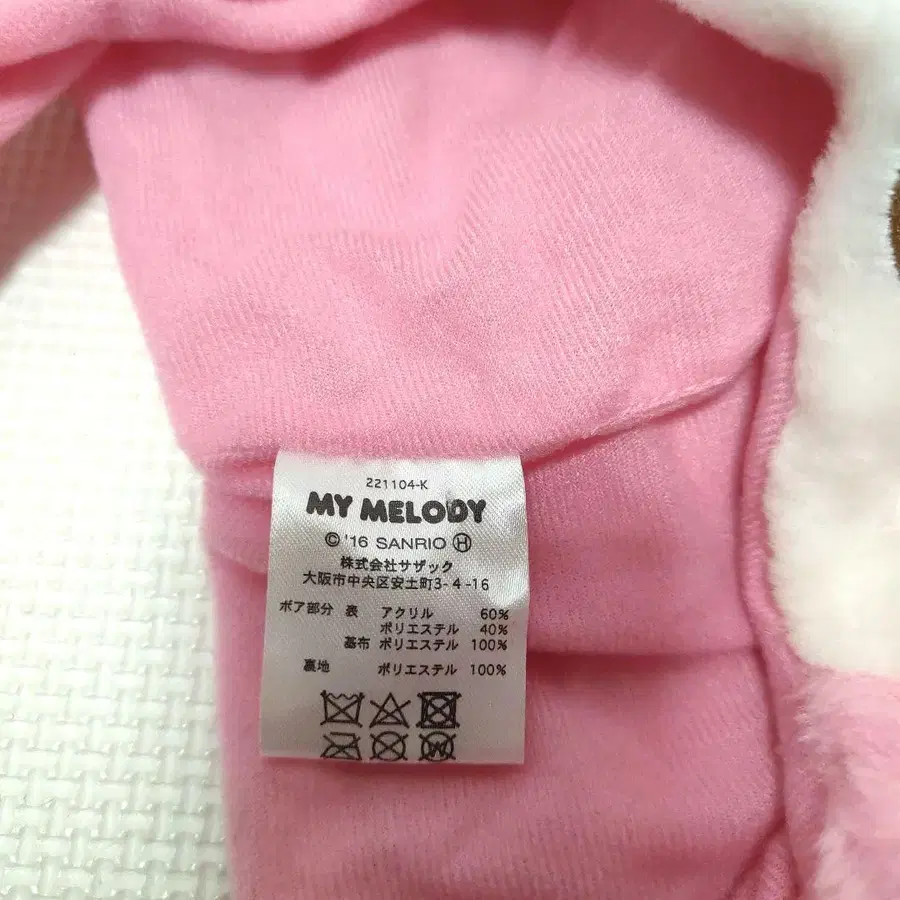 221104-K
MY MELODY
©'16 SANRIO Ⓗ
株式会社サザック
大阪市中央区安土町3-4-16
ボア部分 表 アクリル 60%
ポリエステル 40%
基布 ポリエステル 100%
裏地 ポリエステル 100%
W